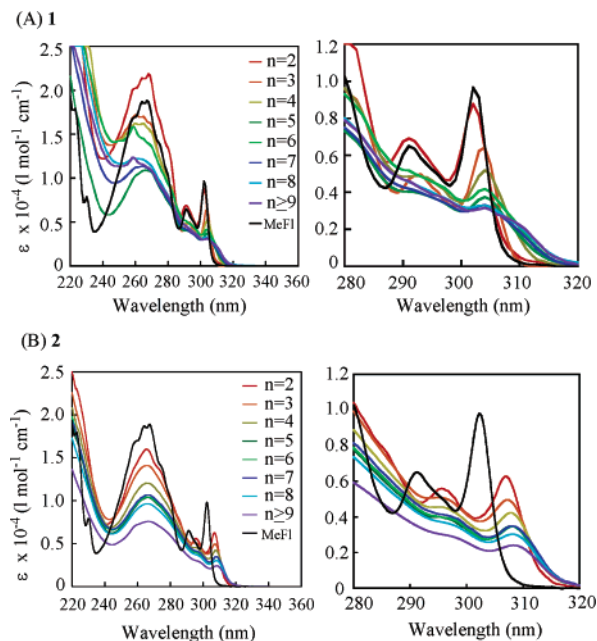 (A) 1
2.5
2.0
1.5
1.0
0.5
0
220 240 260 280 300 320 340 360
Wavelength (nm)
ε x 10⁻⁴ (l mol⁻¹ cm⁻¹)
n=2
n=3
n=4
n=5
n=6
n=7
n=8
n≥9
MeFl
1.2
1.0
0.8
0.6
0.4
0.2
0
280 290 300 310 320
Wavelength (nm)
(B) 2
2.5
2.0
1.5
1.0
0.5
0
220 240 260 280 300 320 340 360
Wavelength (nm)
ε x 10⁻⁴ (l mol⁻¹ cm⁻¹)
n=2
n=3
n=4
n=5
n=6
n=7
n=8
n≥9
MeFl
1.2
1.0
0.8
0.6
0.4
0.2
0
280 290 300 310 320
Wavelength (nm)